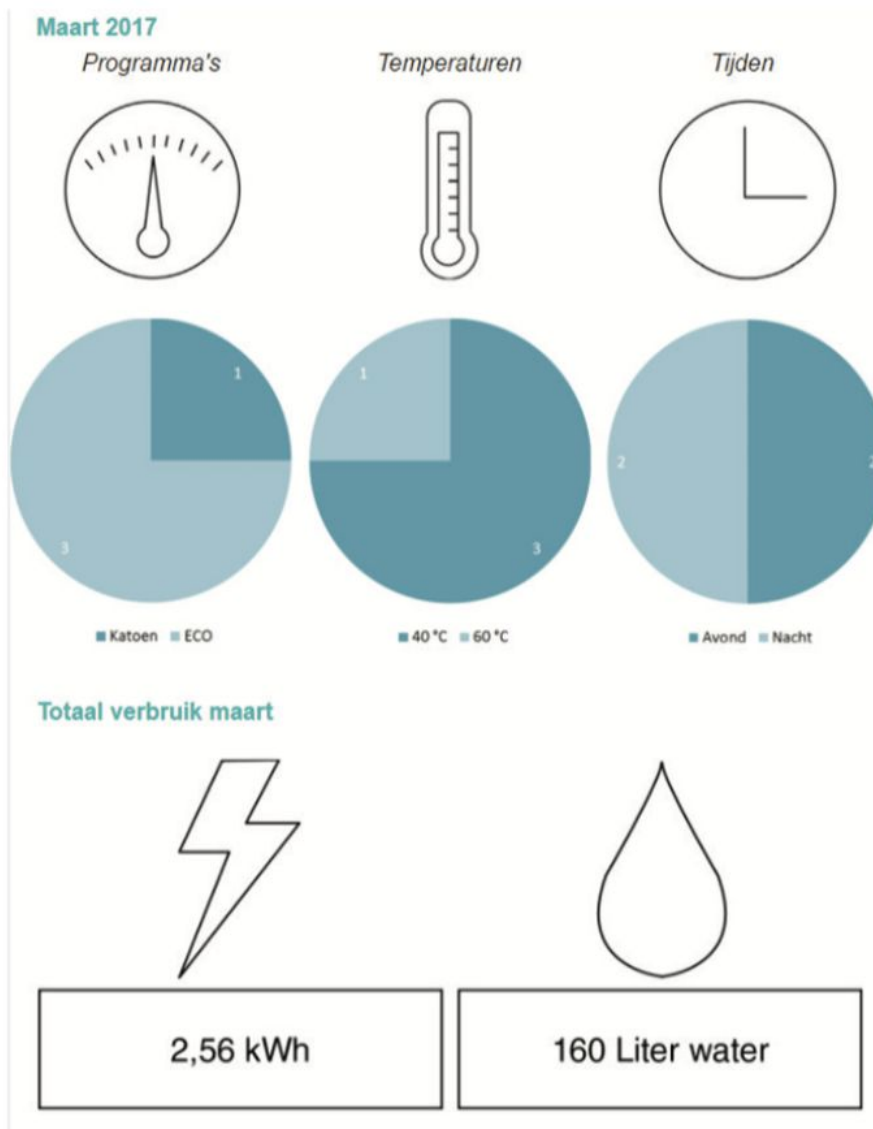 Maart 2017
Programma's Temperaturen Tijden
1 1
2 2
3 3
Katoen ECO 40 °C 60 °C Avond Nacht
Totaal verbruik maart
2,56 kWh 160 Liter water